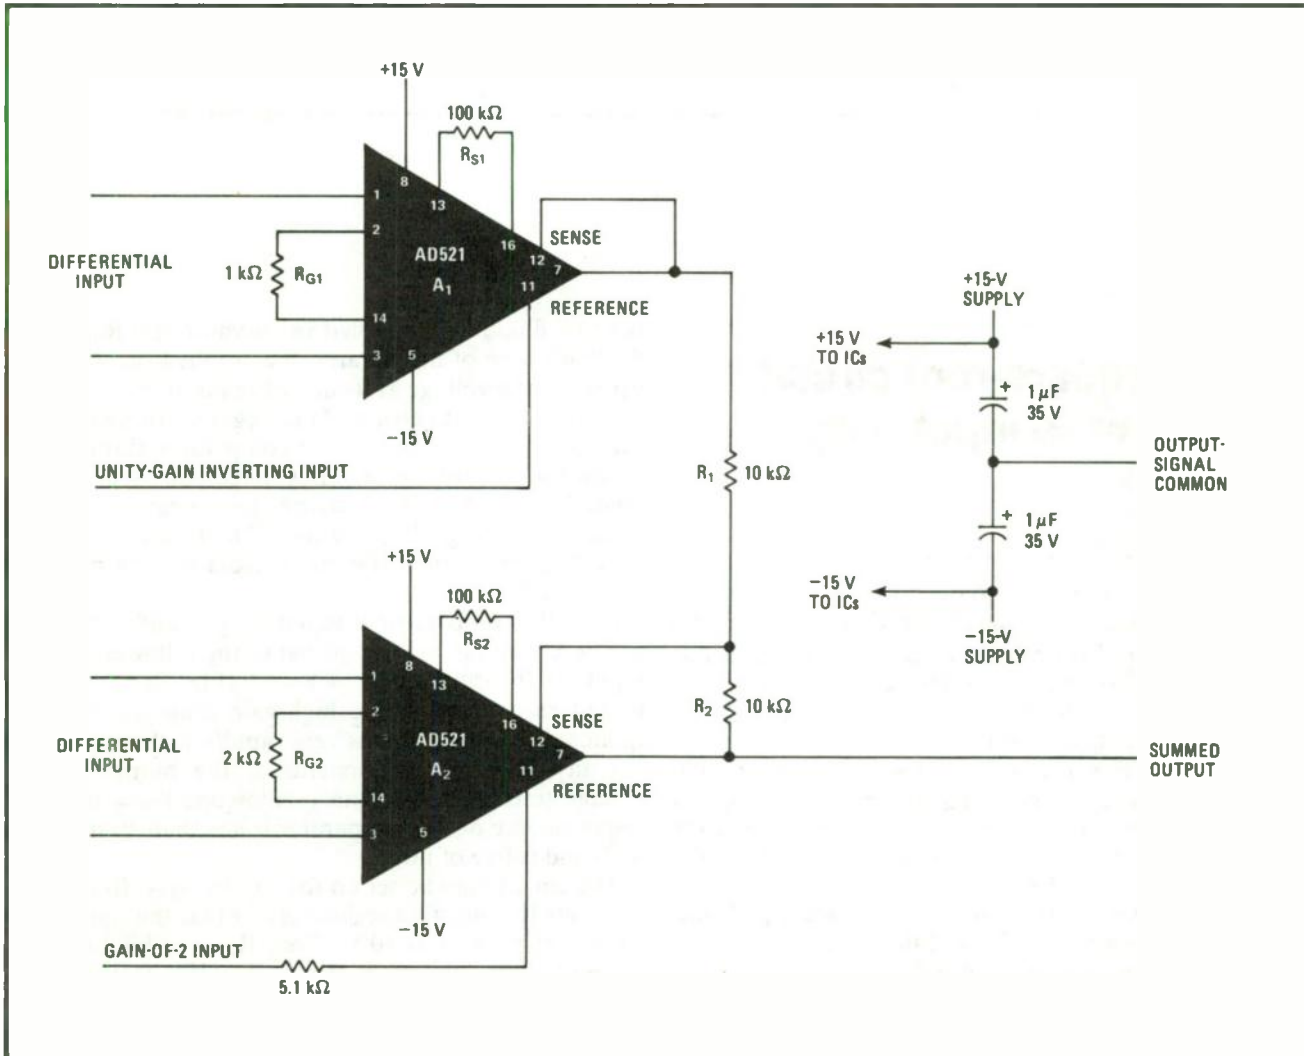 +15 V
100 kΩ
RS1
1
8
13
2
16
SENSE
DIFFERENTIAL
INPUT
1 kΩ
RG1
AD521
A1
12
7
11
REFERENCE
14
3
5
−15 V
UNITY-GAIN INVERTING INPUT
R1
10 kΩ
+15-V
SUPPLY
+15 V
TO ICs
+
1 µF
35 V
OUTPUT-
SIGNAL
COMMON
+
1 µF
35 V
−15 V
TO ICs
−15-V
SUPPLY
+15 V
100 kΩ
RS2
1
8
13
2
16
SENSE
DIFFERENTIAL
INPUT
2 kΩ
RG2
AD521
A2
12
7
11
REFERENCE
14
3
5
−15 V
R2
10 kΩ
SUMMED
OUTPUT
GAIN-OF-2 INPUT
5.1 kΩ